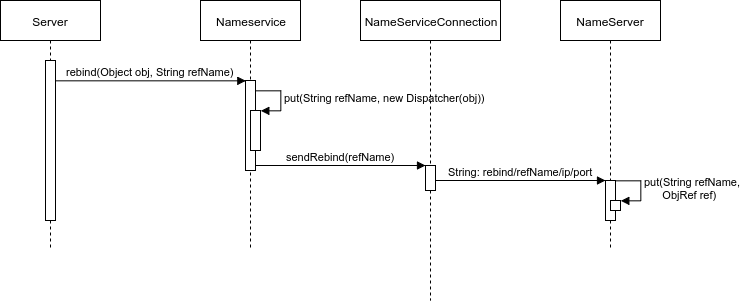 Server
Nameservice
NameServiceConnection
NameServer
rebind(Object obj, String refName)
put(String refName, new Dispatcher(obj))
sendRebind(refName)
String: rebind/refName/ip/port
put(String refName,
ObjRef ref)